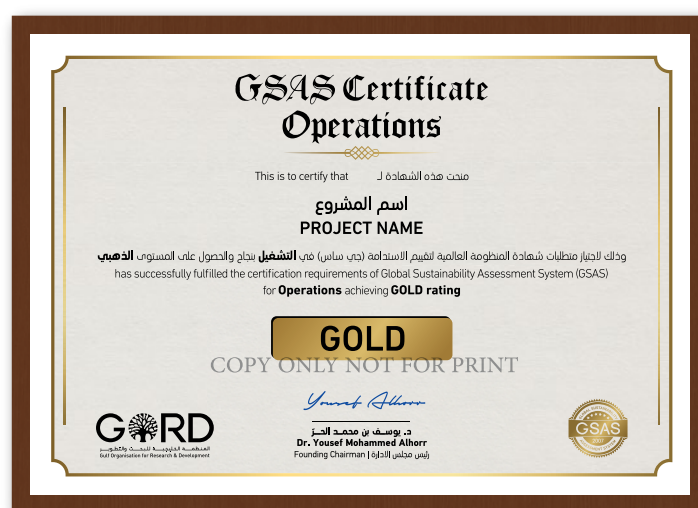 GSAS Certificate
Operations
This is to certify that منحت هذه الشهادة لـ
اسم المشروع
PROJECT NAME
وذلك لاجتياز متطلبات شهادة المنظومة العالمية لتقييم الاستدامة (جي ساس) في التشغيل بنجاح والحصول على المستوى الذهبي
has successfully fulfilled the certification requirements of Global Sustainability Assessment System (GSAS)
for Operations achieving GOLD rating
GOLD
COPY ONLY NOT FOR PRINT
Yousef Alhorr
د. يوسف بن محمد الحر
Dr. Yousef Mohammed Alhorr
Founding Chairman | رئيس مجلس الادارة
GORD
المنظمة الخليجية للبحث والتطوير
Gulf Organisation for Research & Development
GSAS
2007